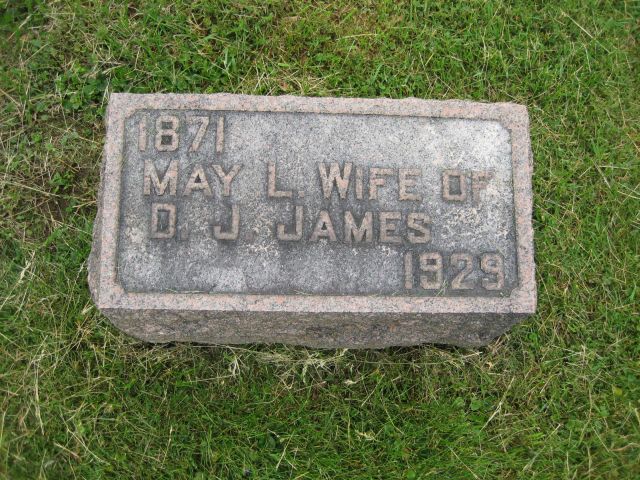 1871
MAY L. WIFE OF
D. J. JAMES
1929